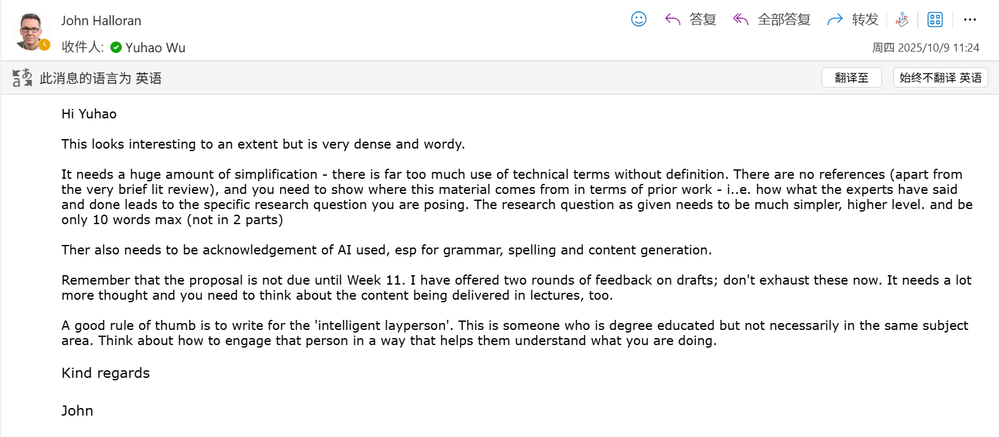 John Halloran
答复
全部答复
转发
收件人: Yuhao Wu
周四 2025/10/9 11:24
此消息的语言为 英语
翻译至
始终不翻译 英语
Hi Yuhao
This looks interesting to an extent but is very dense and wordy.
It needs a huge amount of simplification - there is far too much use of technical terms without definition. There are no references (apart from
the very brief lit review), and you need to show where this material comes from in terms of prior work - i..e. how what the experts have said
and done leads to the specific research question you are posing. The research question as given needs to be much simpler, higher level. and be
only 10 words max (not in 2 parts)
Ther also needs to be acknowledgement of AI used, esp for grammar, spelling and content generation.
Remember that the proposal is not due until Week 11. I have offered two rounds of feedback on drafts; don't exhaust these now. It needs a lot
more thought and you need to think about the content being delivered in lectures, too.
A good rule of thumb is to write for the 'intelligent layperson'. This is someone who is degree educated but not necessarily in the same subject
area. Think about how to engage that person in a way that helps them understand what you are doing.
Kind regards
John